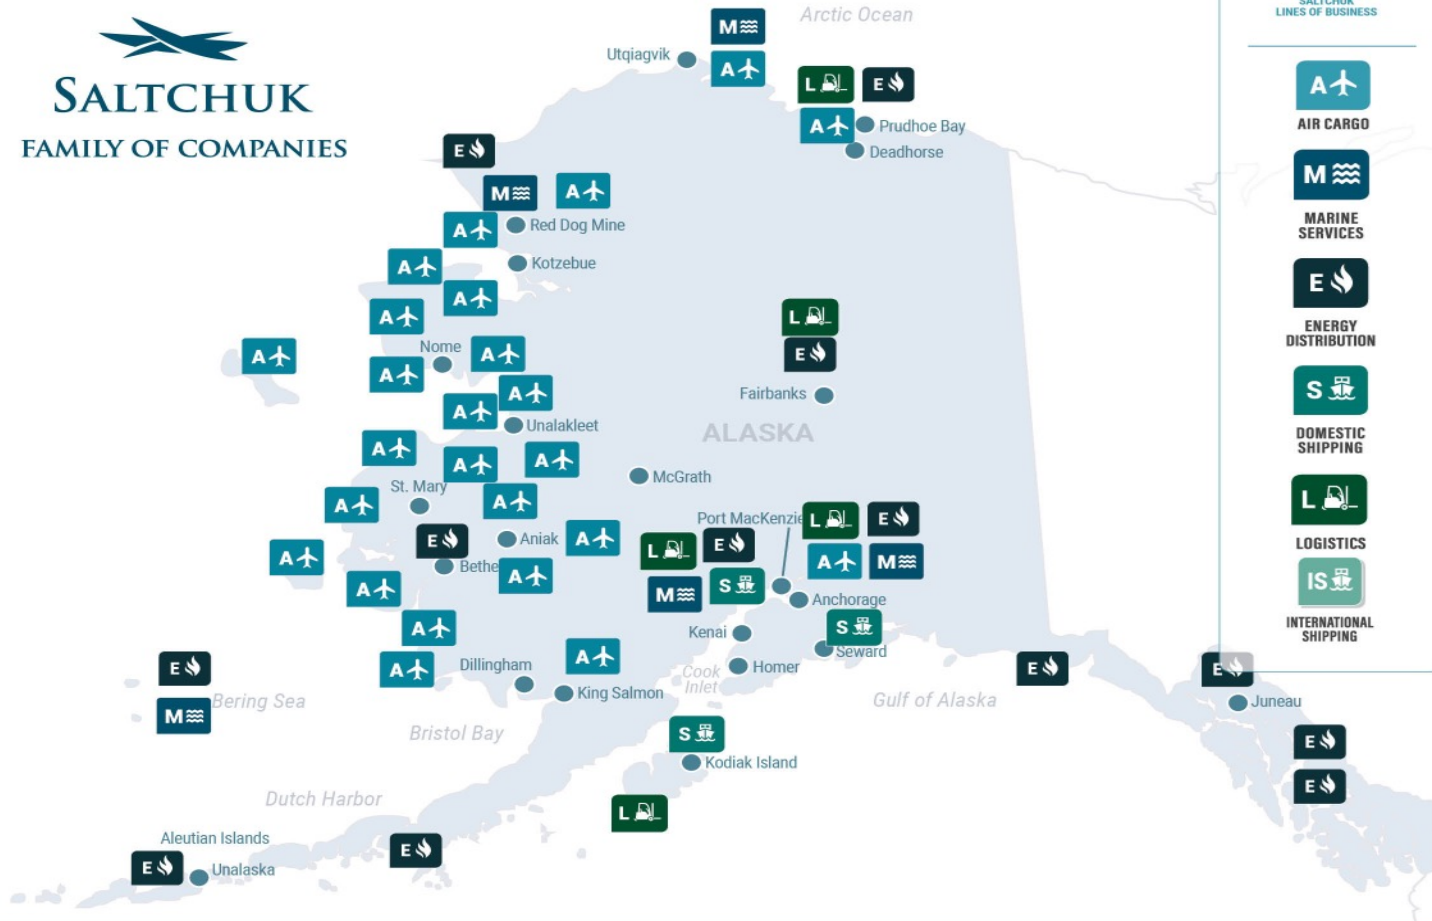 SALTCHUK
FAMILY OF COMPANIES
Arctic Ocean
M
Utqiagvik
A
L
E
A
Prudhoe Bay
Deadhorse
E
M
A
A
Red Dog Mine
A
Kotzebue
A
A
L
Nome
A
A
E
A
A
Fairbanks
A
Unalakleet
ALASKA
A
A
A
McGrath
St. Mary
A
A
Port MacKenzie
L
E
E
Aniak
A
L
E
A
Bethe
A
A
M
A
M
S
Anchorage
A
Kenai
S
Seward
A
Dillingham
A
Cook
Inlet
Homer
E
E
Juneau
E
M
Bering Sea
King Salmon
Gulf of Alaska
Bristol Bay
S
Kodiak Island
E
E
Dutch Harbor
L
Aleutian Islands
E
E
Unalaska
SALTCHUK
LINES OF BUSINESS
A
AIR CARGO
M
MARINE
SERVICES
E
ENERGY
DISTRIBUTION
S
DOMESTIC
SHIPPING
L
LOGISTICS
IS
INTERNATIONAL
SHIPPING